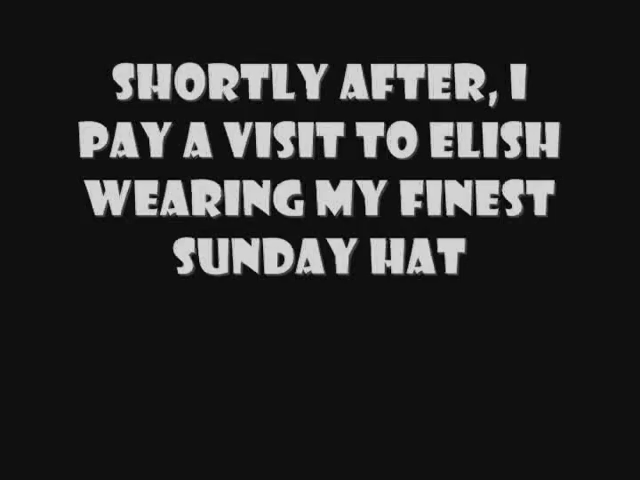 SHORTLY AFTER, I
PAY A VISIT TO ELISH
WEARING MY FINEST
SUNDAY HAT